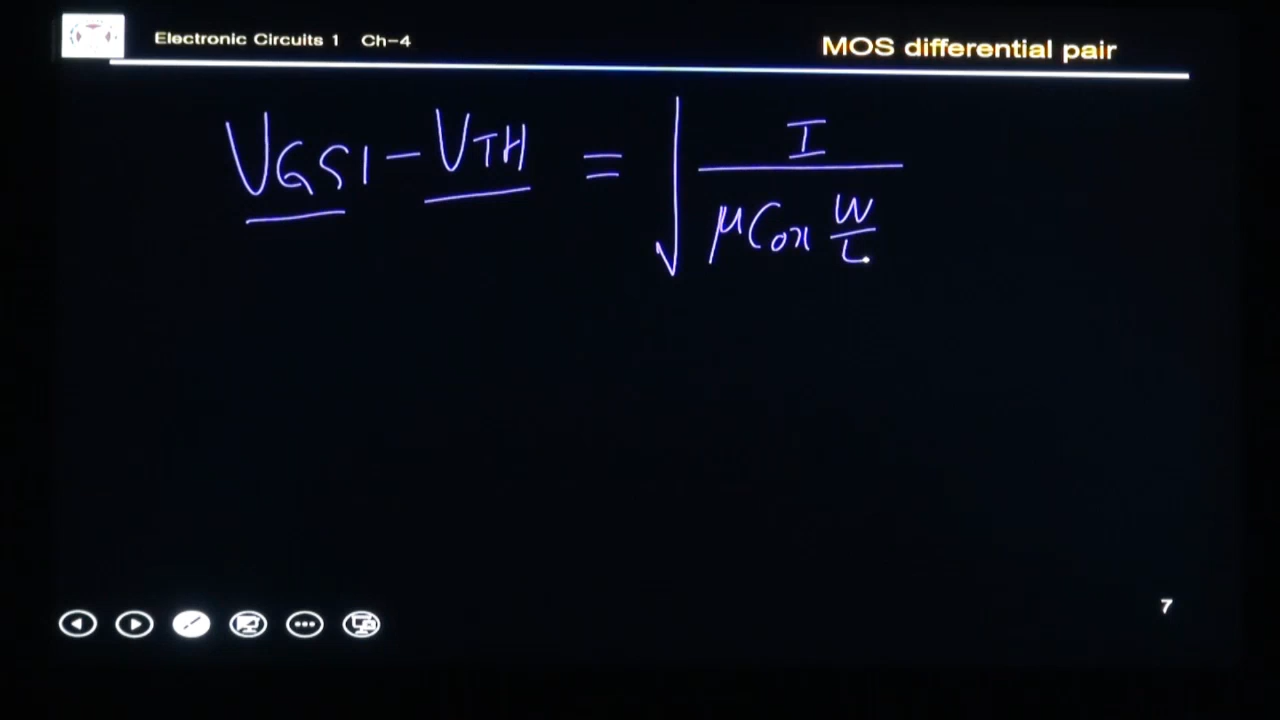 Electronic Circuits 1 Ch-4
MOS differential pair
VGS1 - VTH = √(I / (μCox W/L))
7